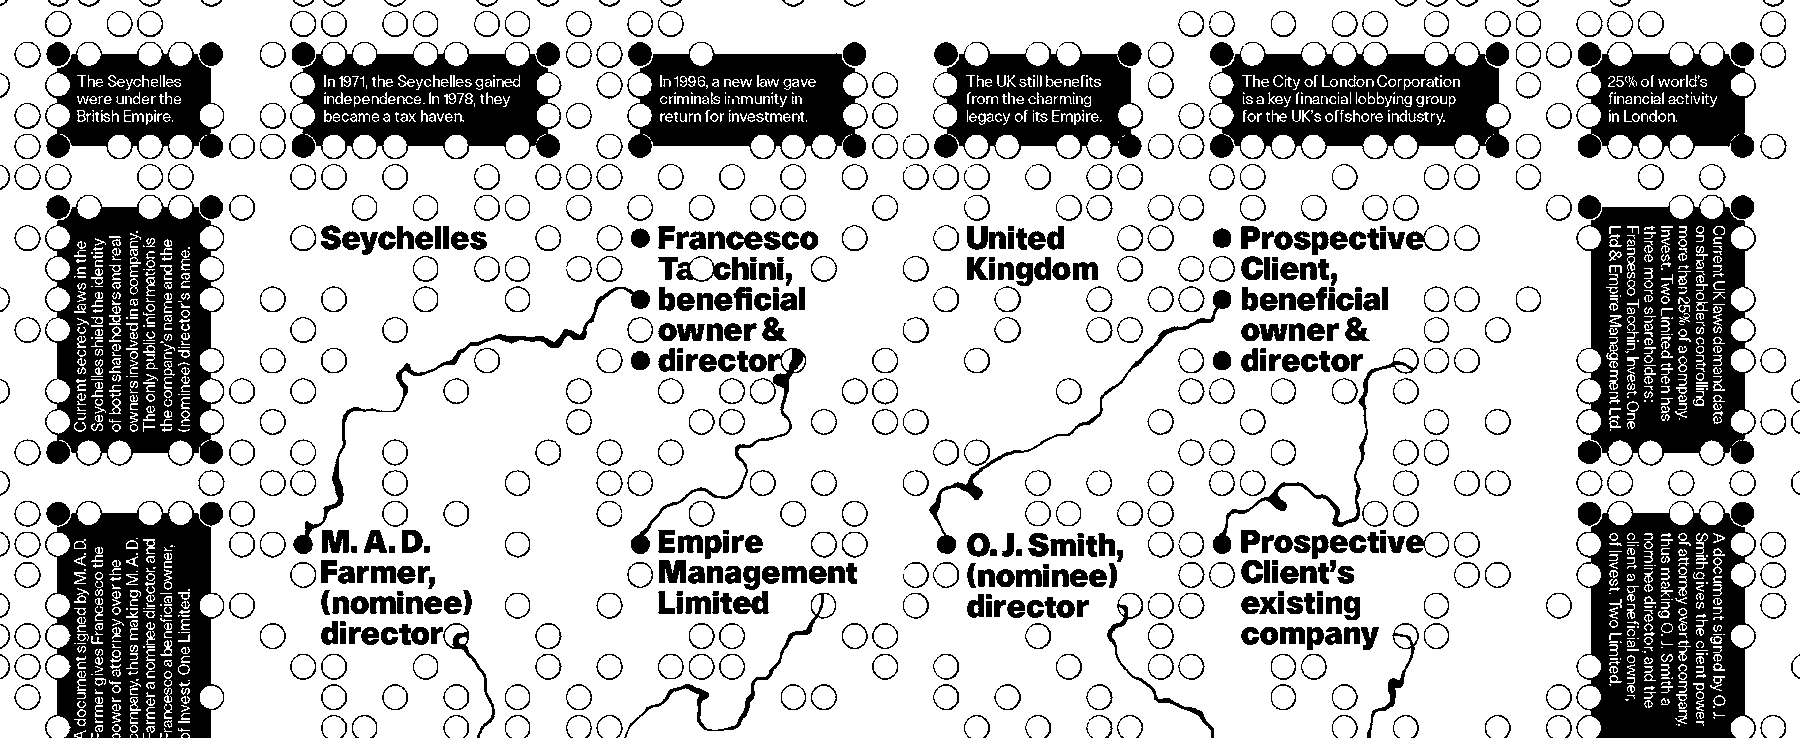 The Seychelles
were under the
British Empire.
In 1971, the Seychelles gained
independence. In 1978, they
became a tax haven.
In 1996, a new law gave
criminals immunity in
return for investment.
The UK still benefits
from the charming
legacy of its Empire.
The City of London Corporation
is a key financial lobbying group
for the UK's offshore industry.
25% of world's
financial activity
in London.
Current secrecy laws in the
Seychelles shield the identity
of both shareholders and real
owners involved in a company.
The only public information is
the company's name and the
(nominee) director's name.
Seychelles
Francesco
Tacchini,
beneficial
owner &
director
United
Kingdom
Prospective
Client,
beneficial
owner &
director
Current UK laws demand data
on shareholders controlling
more than 25% of a company.
Invest. Two Limited then has
three more shareholders:
Francesco Tacchini, Invest. One
Ltd & Empire Management Ltd.
A document signed by M.A.D.
Farmer gives Francesco the
power of attorney over the
company, thus making M.A.D.
Farmer a nominee director, and
Francesco a beneficial owner,
of Invest. One Limited.
M. A. D.
Farmer,
(nominee)
director
Empire
Management
Limited
O. J. Smith,
(nominee)
director
Prospective
Client's
existing
company
A document signed by O. J.
Smith gives the client power
of attorney over the company,
thus making O. J. Smith a
nominee director, and the
client a beneficial owner,
of Invest. Two Limited.